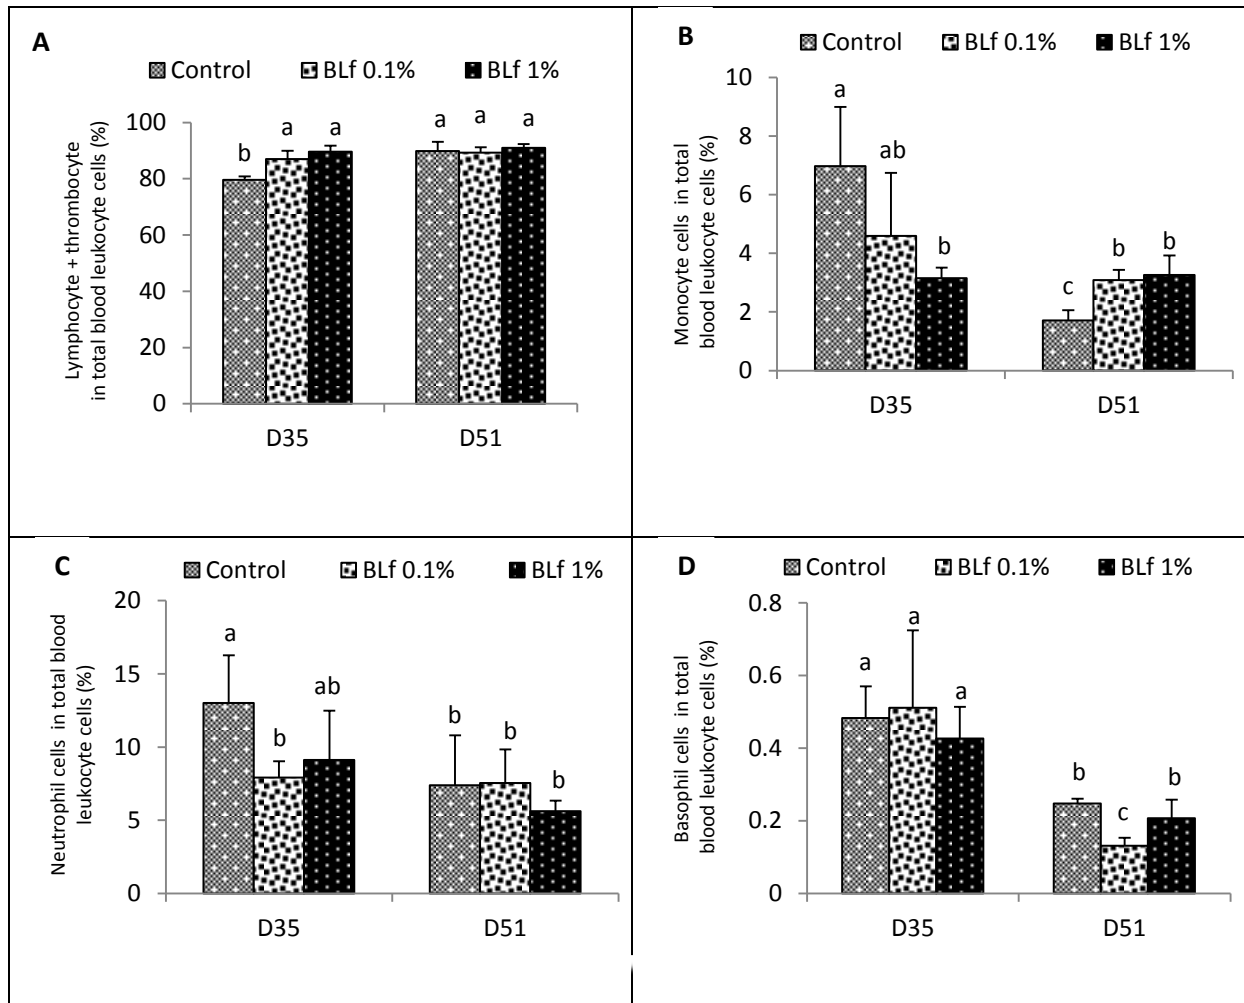 A
Control BLf 0.1% BLf 1%
Lymphocyte + thrombocyte
in total blood leukocyte cells (%)
100
80
60
40
20
0
b a a a a a
D35 D51
B
Control BLf 0.1% BLf 1%
Monocyte cells in total
blood leukocyte cells (%)
10
8
6
4
2
0
a ab b c b b
D35 D51
C
Control BLf 0.1% BLf 1%
Neutrophil cells in total blood
leukocyte cells (%)
20
15
10
5
0
a b ab b b b
D35 D51
D
Control BLf 0.1% BLf 1%
Basophil cells in total
blood leukocyte cells (%)
0.8
0.6
0.4
0.2
0
a a a b c b
D35 D51